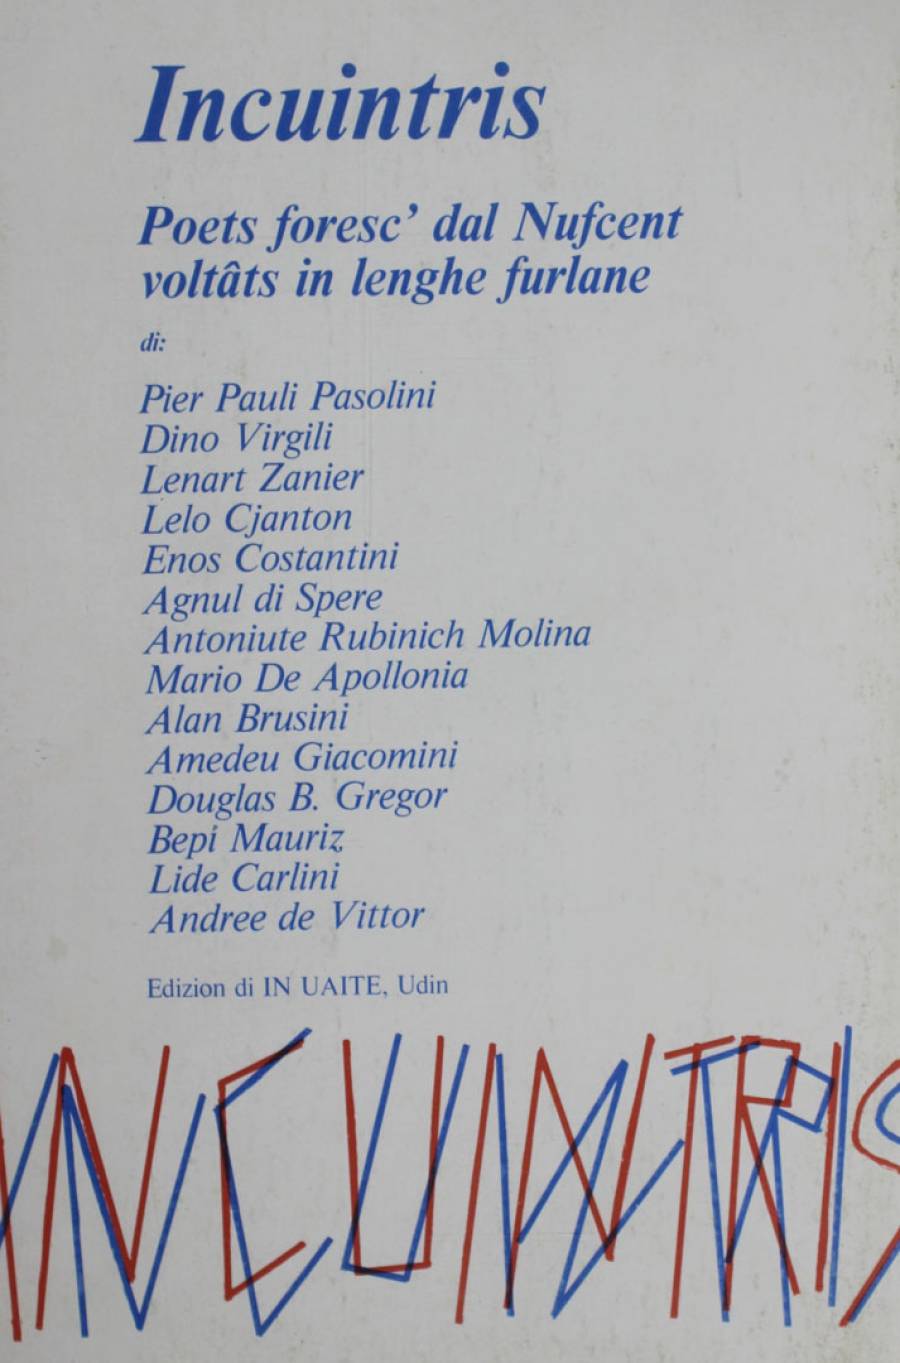 Incuintris
Poets foresc' dal Nufcent
voltâts in lenghe furlane
di:
Pier Pauli Pasolini
Dino Virgili
Lenart Zanier
Lelo Cjanton
Enos Costantini
Agnul di Spere
Antoniute Rubinich Molina
Mario De Apollonia
Alan Brusini
Amedeu Giacomini
Douglas B. Gregor
Bepi Mauriz
Lide Carlini
Andree de Vittor
Edizion di IN UAITE, Udin
INCUINTRIS